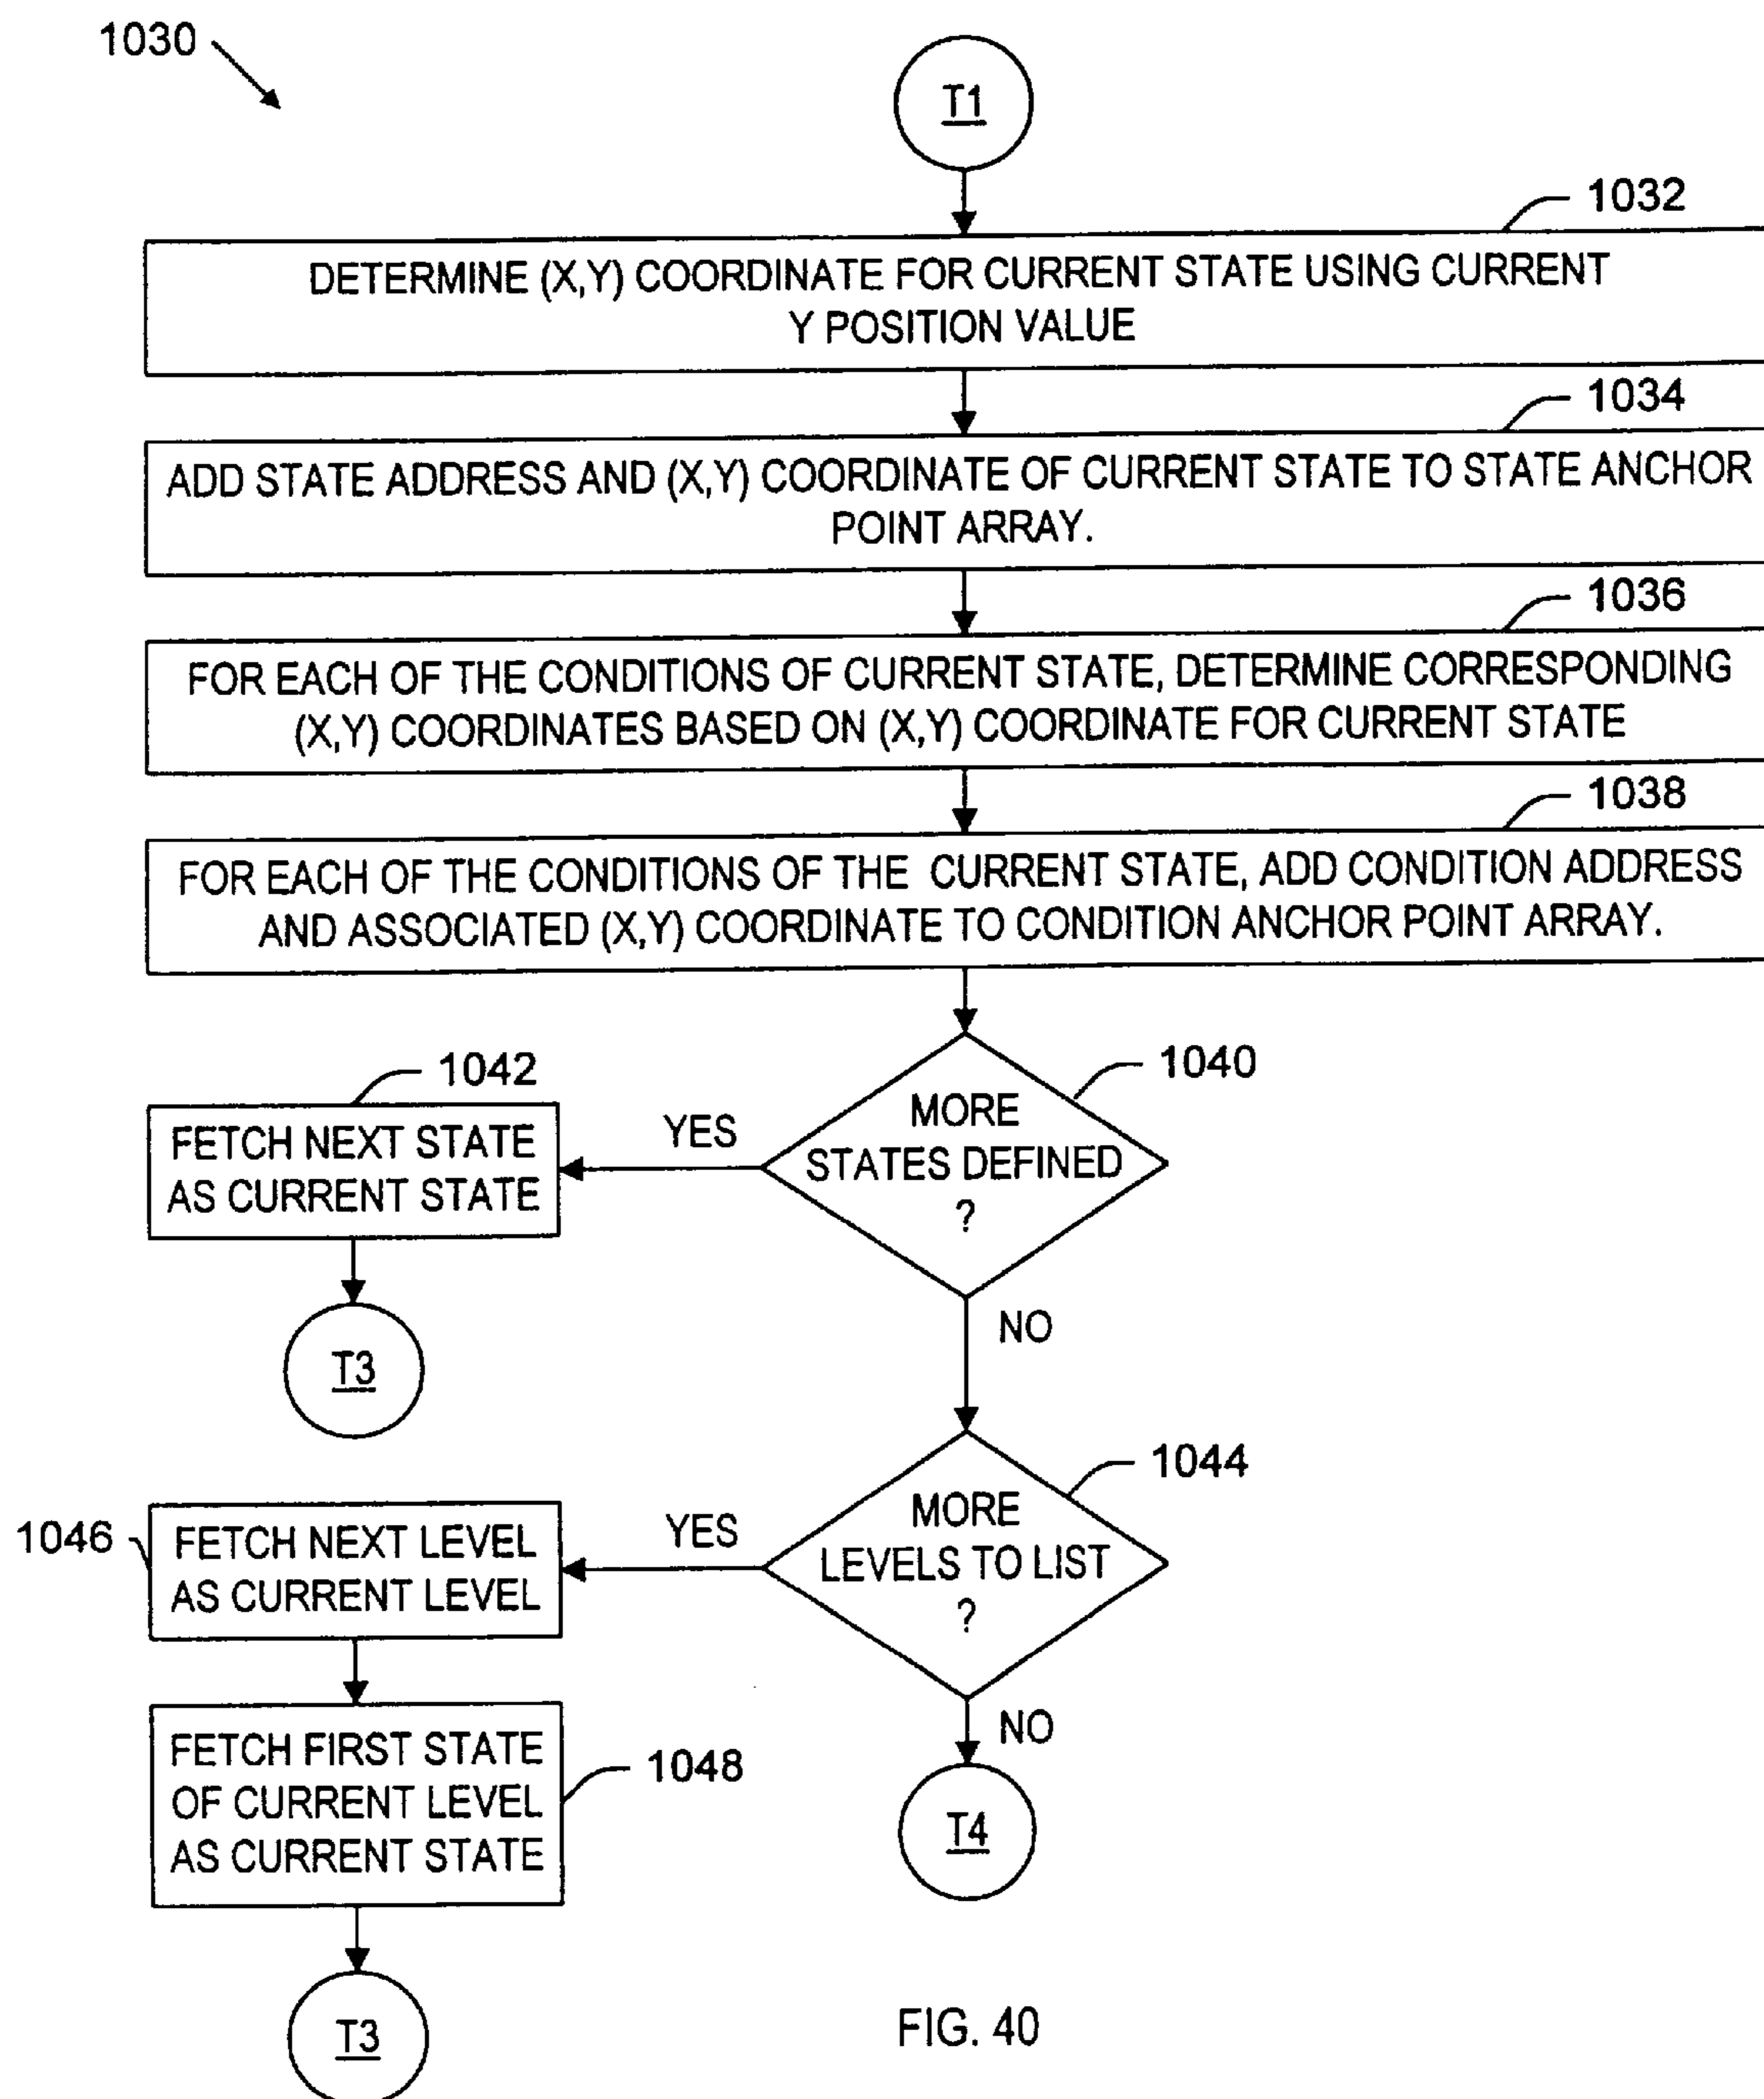 1030
T1
1032
DETERMINE (X,Y) COORDINATE FOR CURRENT STATE USING CURRENT
Y POSITION VALUE
1034
ADD STATE ADDRESS AND (X,Y) COORDINATE OF CURRENT STATE TO STATE ANCHOR
POINT ARRAY.
1036
FOR EACH OF THE CONDITIONS OF CURRENT STATE, DETERMINE CORRESPONDING
(X,Y) COORDINATES BASED ON (X,Y) COORDINATE FOR CURRENT STATE
1038
FOR EACH OF THE CONDITIONS OF THE CURRENT STATE, ADD CONDITION ADDRESS
AND ASSOCIATED (X,Y) COORDINATE TO CONDITION ANCHOR POINT ARRAY.
1040
MORE
STATES DEFINED
?
YES
1042
FETCH NEXT STATE
AS CURRENT STATE
T3
NO
1044
MORE
LEVELS TO LIST
?
YES
1046
FETCH NEXT LEVEL
AS CURRENT LEVEL
1048
FETCH FIRST STATE
OF CURRENT LEVEL
AS CURRENT STATE
NO
T4
T3
FIG. 40